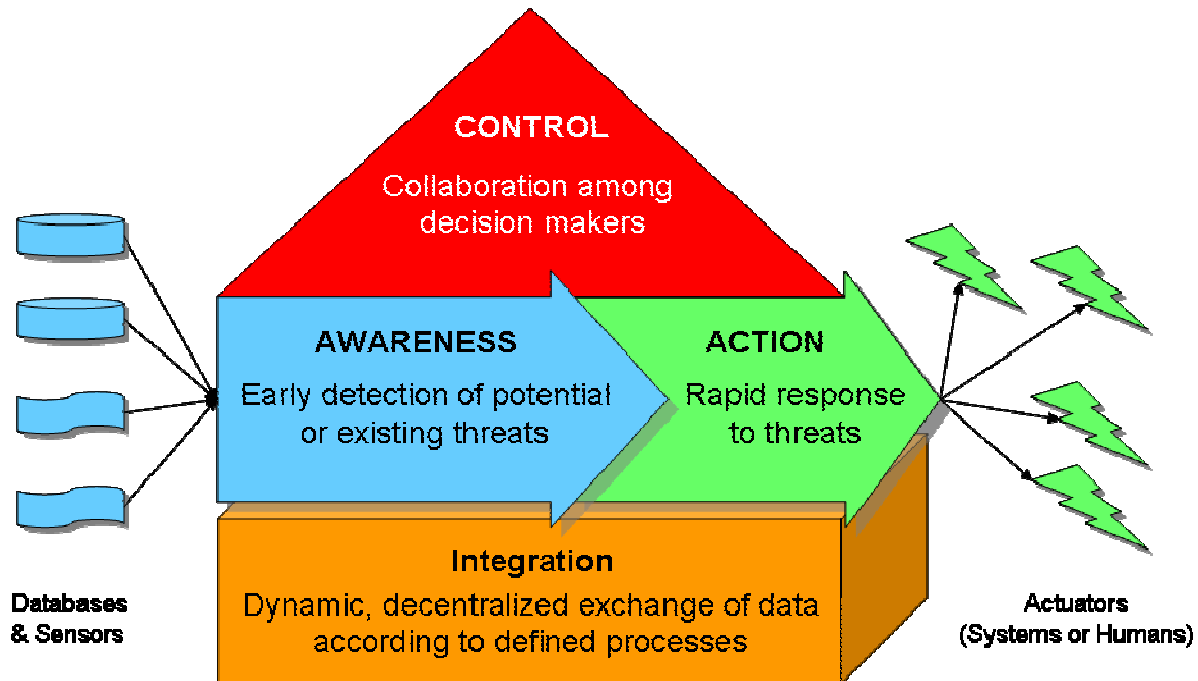 CONTROL
Collaboration among
decision makers
AWARENESS
Early detection of potential
or existing threats
ACTION
Rapid response
to threats
Integration
Dynamic, decentralized exchange of data
according to defined processes
Databases
& Sensors
Actuators
(Systems or Humans)